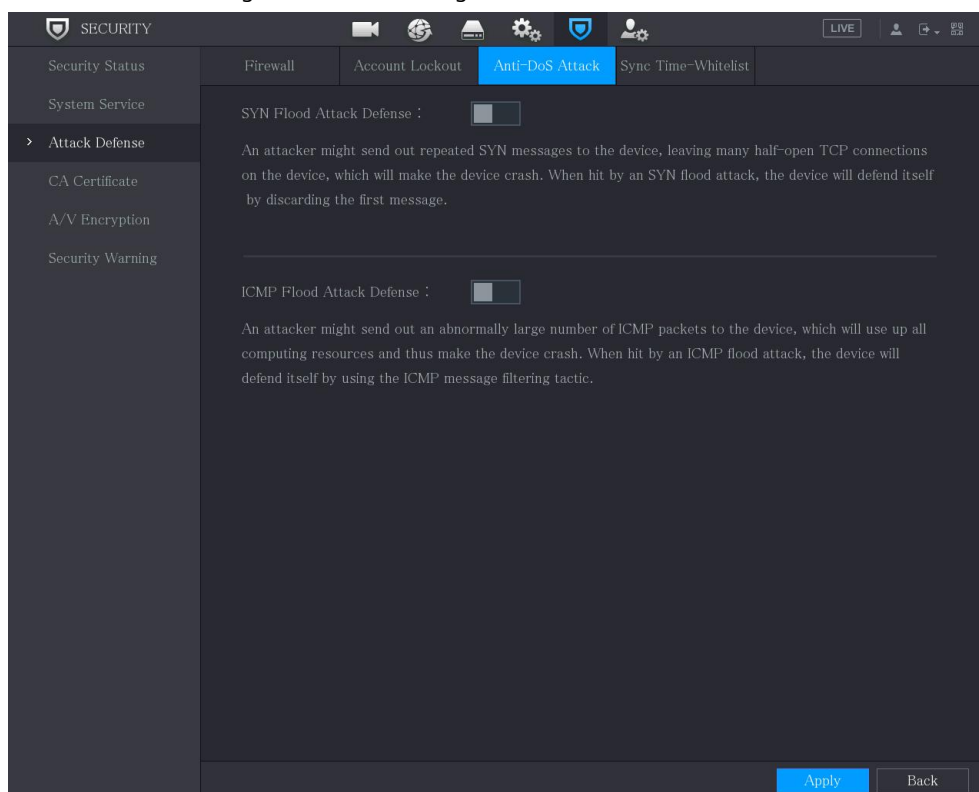 SECURITY
LIVE
Security Status
System Service
Attack Defense
CA Certificate
A/V Encryption
Security Warning
Firewall
Account Lockout
Anti-DoS Attack
Sync Time-Whitelist
SYN Flood Attack Defense :
An attacker might send out repeated SYN messages to the device, leaving many half-open TCP connections
on the device, which will make the device crash. When hit by an SYN flood attack, the device will defend itself
by discarding the first message.
ICMP Flood Attack Defense :
An attacker might send out an abnormally large number of ICMP packets to the device, which will use up all
computing resources and thus make the device crash. When hit by an ICMP flood attack, the device will
defend itself by using the ICMP message filtering tactic.
Apply
Back